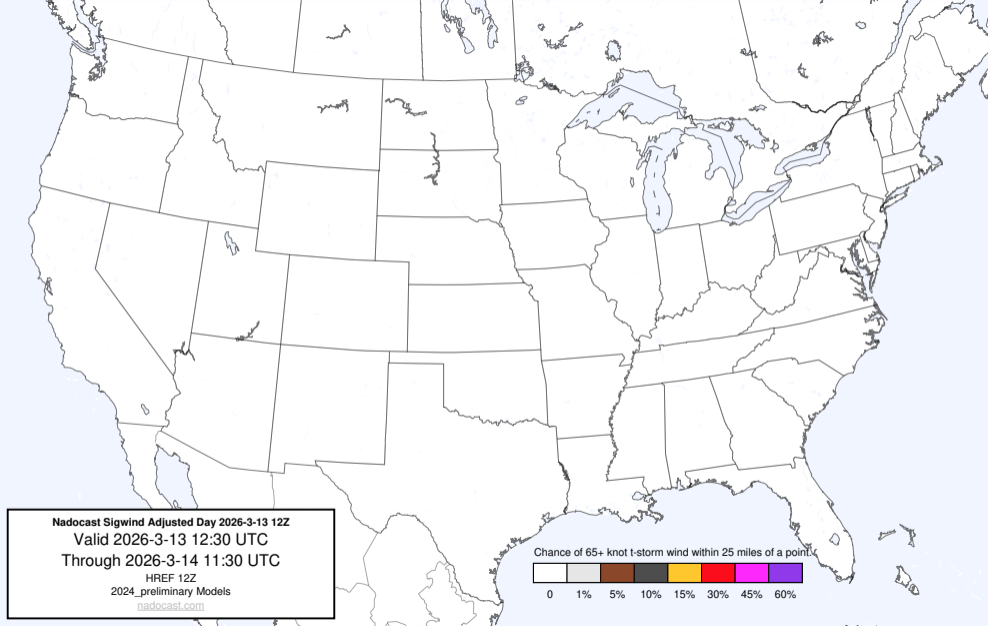 Nadocast Sigwind Adjusted Day 2026-3-13 12Z
Valid 2026-3-13 12:30 UTC
Through 2026-3-14 11:30 UTC
HREF 12Z
2024_preliminary Models
nadocast.com
Chance of 65+ knot t-storm wind within 25 miles of a point.
0 1% 5% 10% 15% 30% 45% 60%